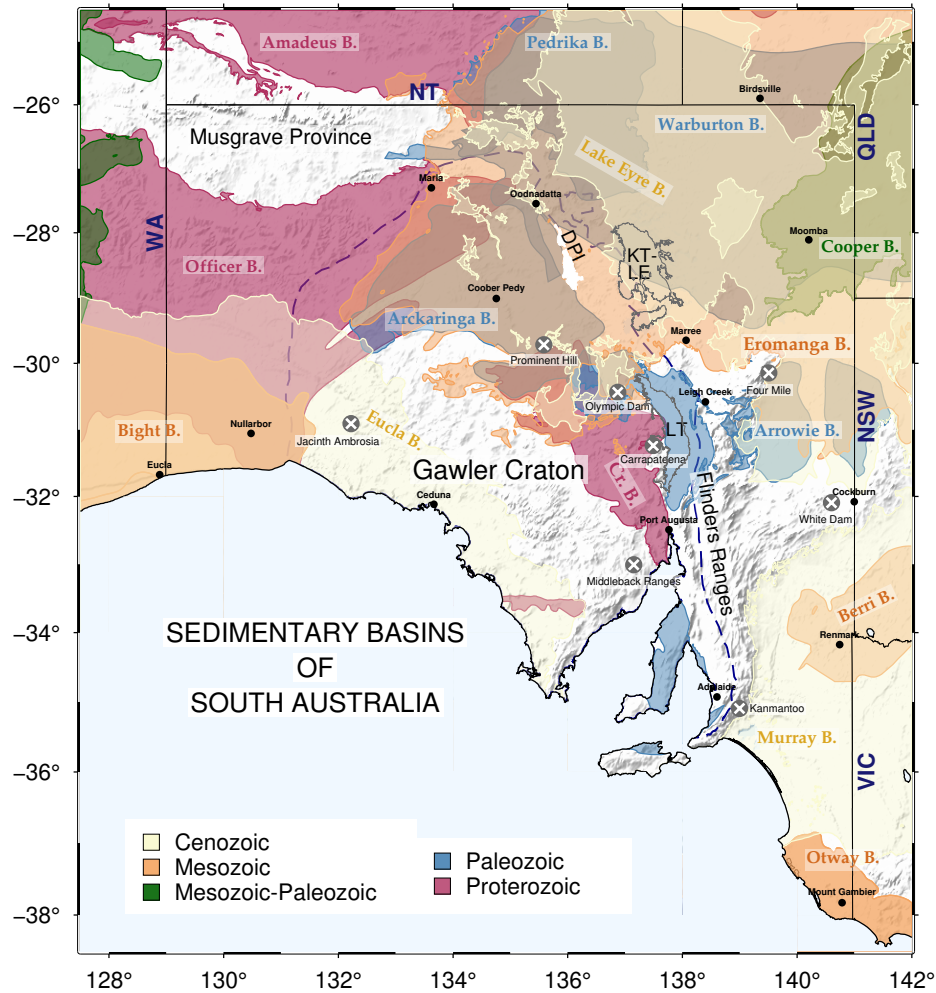 Amadeus B.
Pedrika B.
NT
−26°
Birdsville
Musgrave Province
Warburton B.
QLD
Lake Eyre B.
Maria
Oodnadatta
WA
−28°
Moomba
DPI
Cooper B.
KT-
LE
Officer B.
Coober Pedy
Arckaringa B.
Marree
Eromanga B.
Prominent Hill
−30°
Four Mile
Leigh Creek
Olympic Dam
NSW
Nullarbor
Eucla B.
Bight B.
Jacinth Ambrosia
LT
Arrowie B.
Carrapateena
Eucla
Gawler Craton
Cr. B.
−32°
Ceduna
Flinders Ranges
Cockburn
White Dam
Port Augusta
Middleback Ranges
Berri B.
−34°
Renmark
SEDIMENTARY BASINS
OF
SOUTH AUSTRALIA
Adelaide
Kanmantoo
Murray B.
−36°
VIC
Cenozoic
Mesozoic
Mesozoic-Paleozoic
Paleozoic
Proterozoic
Otway B.
Mount Gambier
−38°
128° 130° 132° 134° 136° 138° 140° 142°